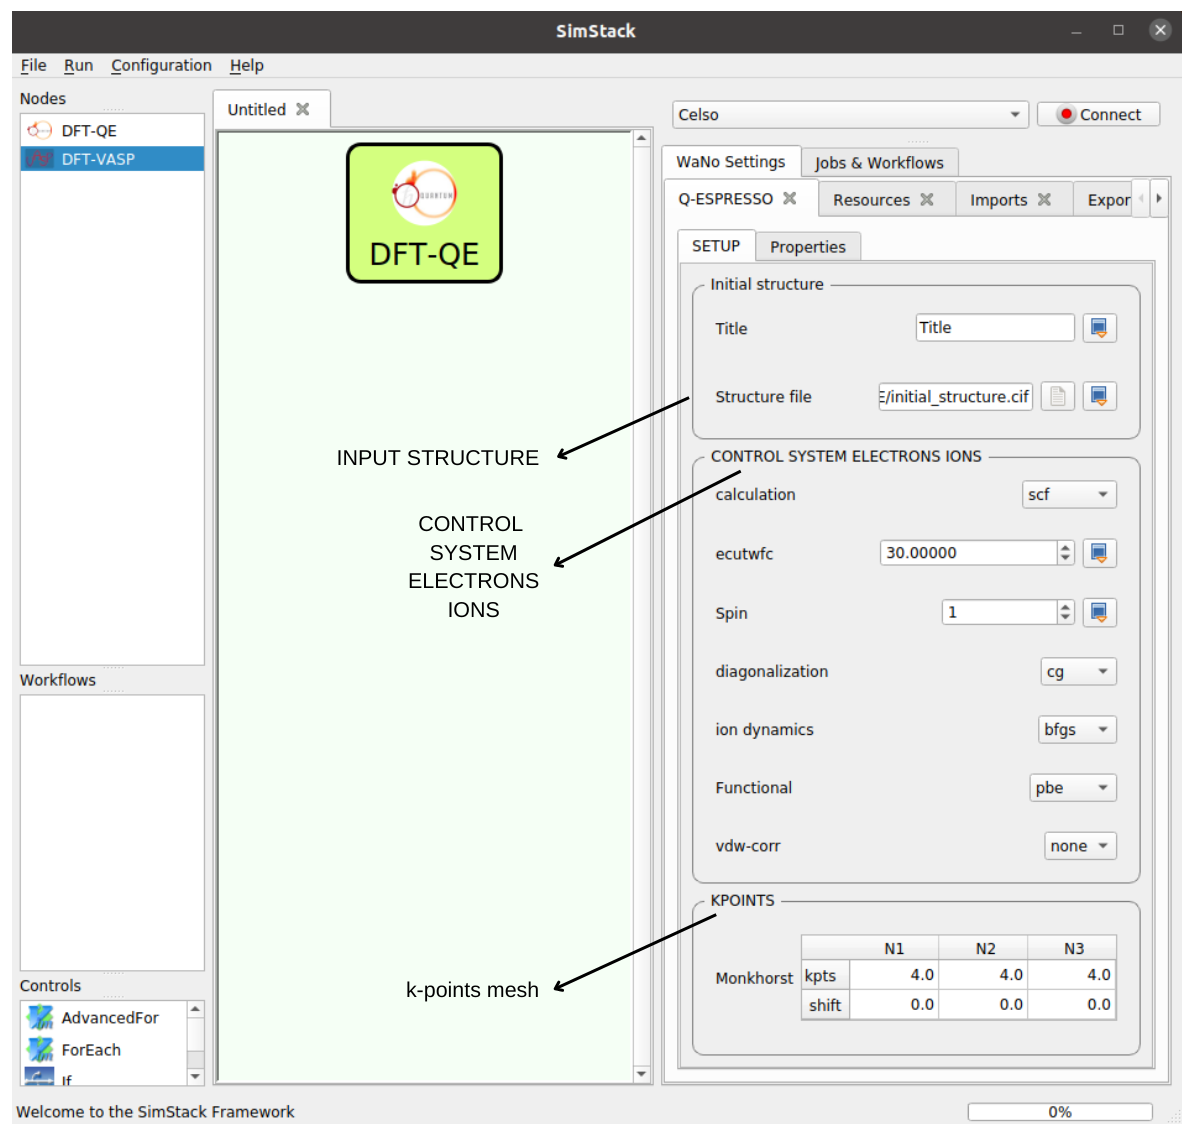 SimStack
File Run Configuration Help
Nodes
DFT-QE
DFT-VASP
Workflows
Controls
AdvancedFor
ForEach
If
Untitled
QUANTUM
DFT-QE
INPUT STRUCTURE
CONTROL
SYSTEM
ELECTRONS
IONS
k-points mesh
Celso
Connect
WaNo Settings Jobs & Workflows
Q-ESPRESSO Resources Imports Expor
SETUP Properties
Initial structure
Title Title
Structure file E/initial_structure.cif
CONTROL SYSTEM ELECTRONS IONS
calculation scf
ecutwfc 30.00000
Spin 1
diagonalization cg
ion dynamics bfgs
Functional pbe
vdw-corr none
KPOINTS
N1 N2 N3
Monkhorst kpts 4.0 4.0 4.0
shift 0.0 0.0 0.0
Welcome to the SimStack Framework
0%